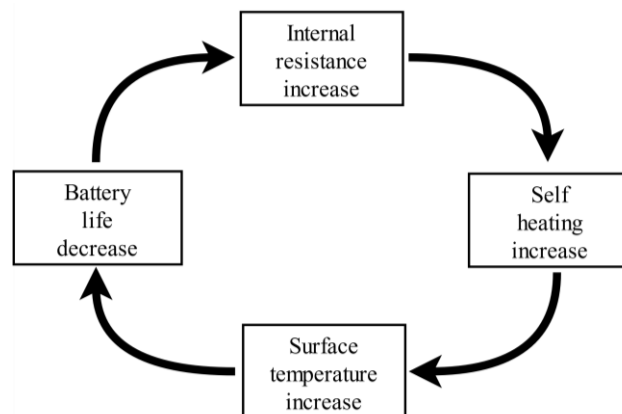 Internal
resistance
increase
Battery
life
decrease
Self
heating
increase
Surface
temperature
increase